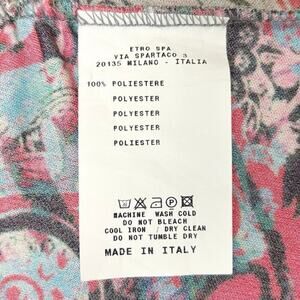 ETRO SPA
VIA SPARTACO 3
20135 MILANO - ITALIA
100% POLIESTERE
POLYESTER
POLYESTER
POLYESTER
POLIESTER
MACHINE WASH COLD
DO NOT BLEACH
COOL IRON / DRY CLEAN
DO NOT TUMBLE DRY
MADE IN ITALY